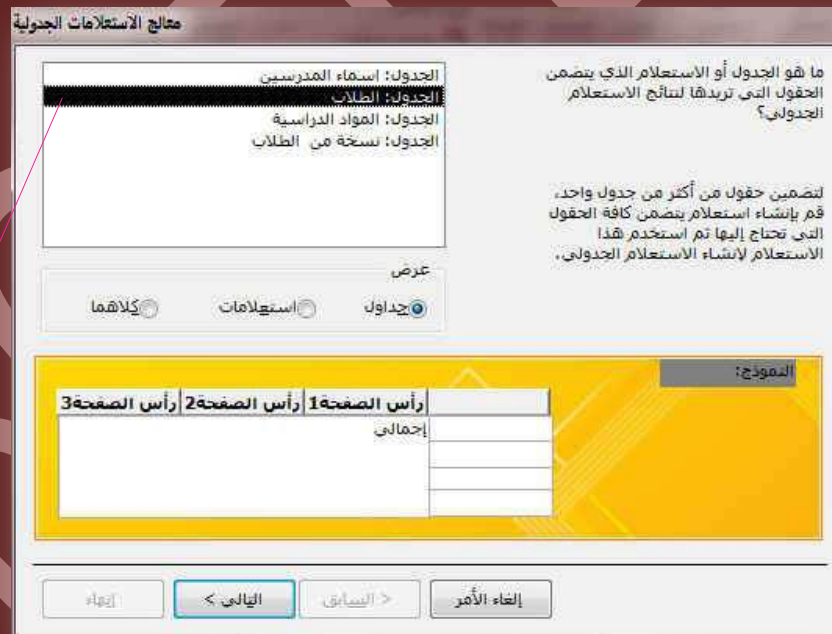 معالج الاستعلامات الجدولية
ما هو الجدول أو الاستعلام الذي يتضمن
الحقول التي تريدها لنتائج الاستعلام
الجدولي؟
لتضمين حقول من أكثر من جدول واحد،
قم بإنشاء استعلام يتضمن كافة الحقول
التي تحتاج إليها ثم استخدم هذا
الاستعلام لإنشاء الاستعلام الجدولي.
الجدول: اسماء المدرسين
الجدول: الطلاب
الجدول: المواد الدراسية
الجدول: نسخة من الطلاب
عرض
جداول استعلامات كلاهما
النموذج:
رأس الصفحة1 رأس الصفحة2 رأس الصفحة3
إجمالي
إلغاء الأمر < السابق التالي > إنهاء